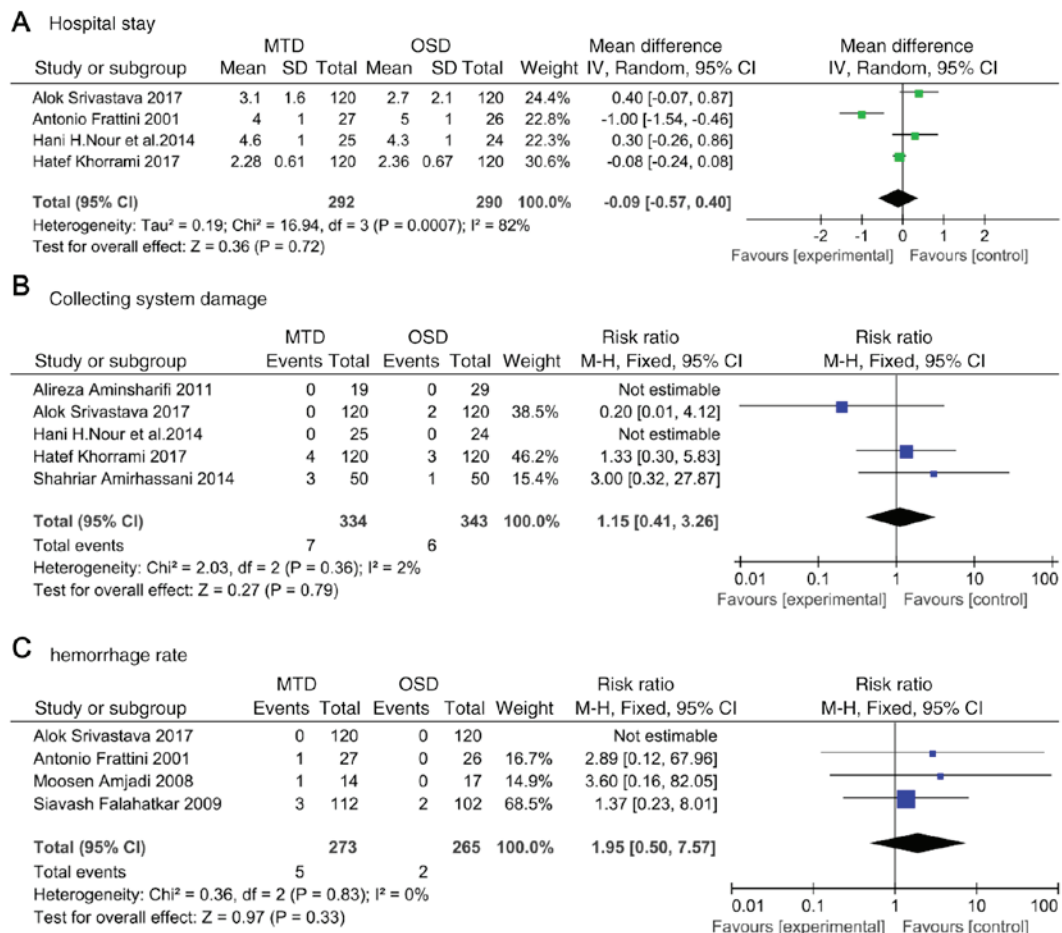 A Hospital stay
MTD OSD Mean difference Mean difference
Study or subgroup Mean SD Total Mean SD Total Weight IV, Random, 95% CI IV, Random, 95% CI
Alok Srivastava 2017 3.1 1.6 120 2.7 2.1 120 24.4% 0.40 [-0.07, 0.87]
Antonio Frattini 2001 4 1 27 5 1 26 22.8% -1.00 [-1.54, -0.46]
Hani H.Nour et al.2014 4.6 1 25 4.3 1 24 22.3% 0.30 [-0.26, 0.86]
Hatef Khorrami 2017 2.28 0.61 120 2.36 0.67 120 30.6% -0.08 [-0.24, 0.08]
Total (95% CI) 292 290 100.0% -0.09 [-0.57, 0.40]
Heterogeneity: Tau² = 0.19; Chi² = 16.94, df = 3 (P = 0.0007); I² = 82%
Test for overall effect: Z = 0.36 (P = 0.72)
-2 -1 0 1 2
Favours [experimental] Favours [control]
B Collecting system damage
MTD OSD Risk ratio Risk ratio
Study or subgroup Events Total Events Total Weight M-H, Fixed, 95% CI M-H, Fixed, 95% CI
Alireza Aminsharifi 2011 0 19 0 29 Not estimable
Alok Srivastava 2017 0 120 2 120 38.5% 0.20 [0.01, 4.12]
Hani H.Nour et al.2014 0 25 0 24 Not estimable
Hatef Khorrami 2017 4 120 3 120 46.2% 1.33 [0.30, 5.83]
Shahriar Amirhassani 2014 3 50 1 50 15.4% 3.00 [0.32, 27.87]
Total (95% CI) 334 343 100.0% 1.15 [0.41, 3.26]
Total events 7 6
Heterogeneity: Chi² = 2.03, df = 2 (P = 0.36); I² = 2%
Test for overall effect: Z = 0.27 (P = 0.79)
0.01 0.1 1 10 100
Favours [experimental] Favours [control]
C hemorrhage rate
MTD OSD Risk ratio Risk ratio
Study or subgroup Events Total Events Total Weight M-H, Fixed, 95% CI M-H, Fixed, 95% CI
Alok Srivastava 2017 0 120 0 120 Not estimable
Antonio Frattini 2001 1 27 0 26 16.7% 2.89 [0.12, 67.96]
Moosen Amjadi 2008 1 14 0 17 14.9% 3.60 [0.16, 82.05]
Siavash Falahatkar 2009 3 112 2 102 68.5% 1.37 [0.23, 8.01]
Total (95% CI) 273 265 100.0% 1.95 [0.50, 7.57]
Total events 5 2
Heterogeneity: Chi² = 0.36, df = 2 (P = 0.83); I² = 0%
Test for overall effect: Z = 0.97 (P = 0.33)
0.01 0.1 1 10 100
Favours [experimental] Favours [control]